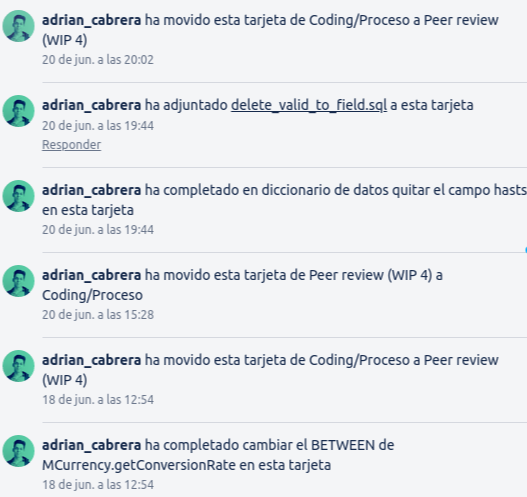 adrian_cabrera ha movido esta tarjeta de Coding/Proceso a Peer review
(WIP 4)
20 de jun. a las 20:02
adrian_cabrera ha adjuntado delete_valid_to_field.sql a esta tarjeta
20 de jun. a las 19:44
Responder
adrian_cabrera ha completado en diccionario de datos quitar el campo hasts
en esta tarjeta
20 de jun. a las 19:44
adrian_cabrera ha movido esta tarjeta de Peer review (WIP 4) a
Coding/Proceso
20 de jun. a las 15:28
adrian_cabrera ha movido esta tarjeta de Coding/Proceso a Peer review
(WIP 4)
18 de jun. a las 12:54
adrian_cabrera ha completado cambiar el BETWEEN de
MCurrency.getConversionRate en esta tarjeta
18 de jun. a las 12:54